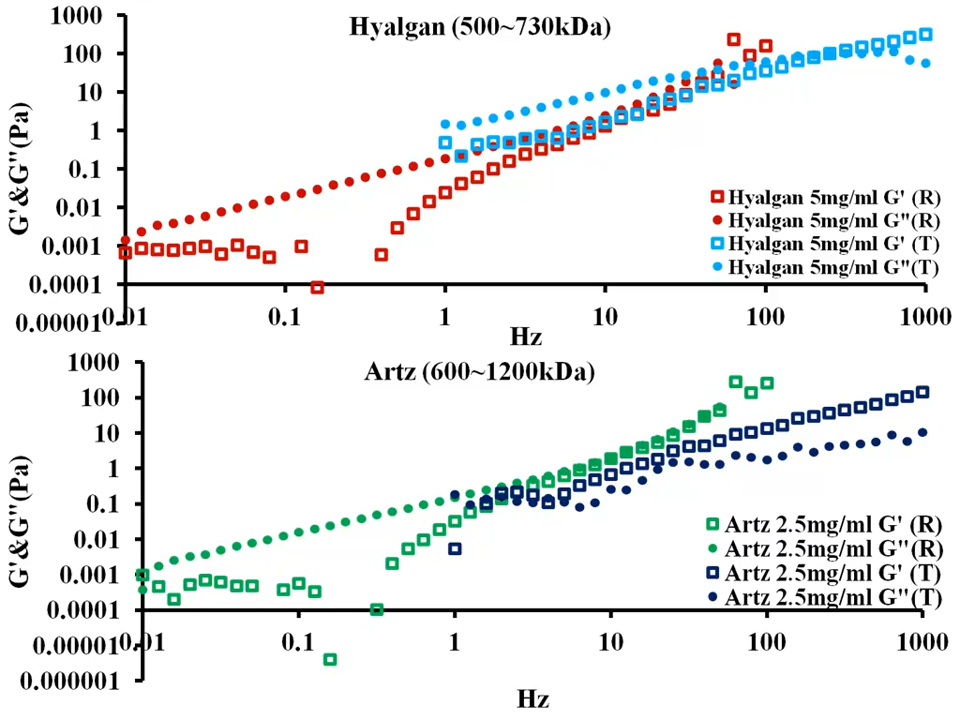 Hyalgan (500~730kDa)
1000
100
10
1
0.1
0.01
0.001
0.0001
0.00001
G'&G"(Pa)
Hyalgan 5mg/ml G' (R)
Hyalgan 5mg/ml G"(R)
Hyalgan 5mg/ml G' (T)
Hyalgan 5mg/ml G"(T)
0.01 0.1 1 10 100 1000
Hz
Artz (600~1200kDa)
1000
100
10
1
0.1
0.01
0.001
0.0001
0.00001
0.000001
G'&G"(Pa)
Artz 2.5mg/ml G' (R)
Artz 2.5mg/ml G"(R)
Artz 2.5mg/ml G' (T)
Artz 2.5mg/ml G"(T)
0.01 0.1 1 10 100 1000
Hz